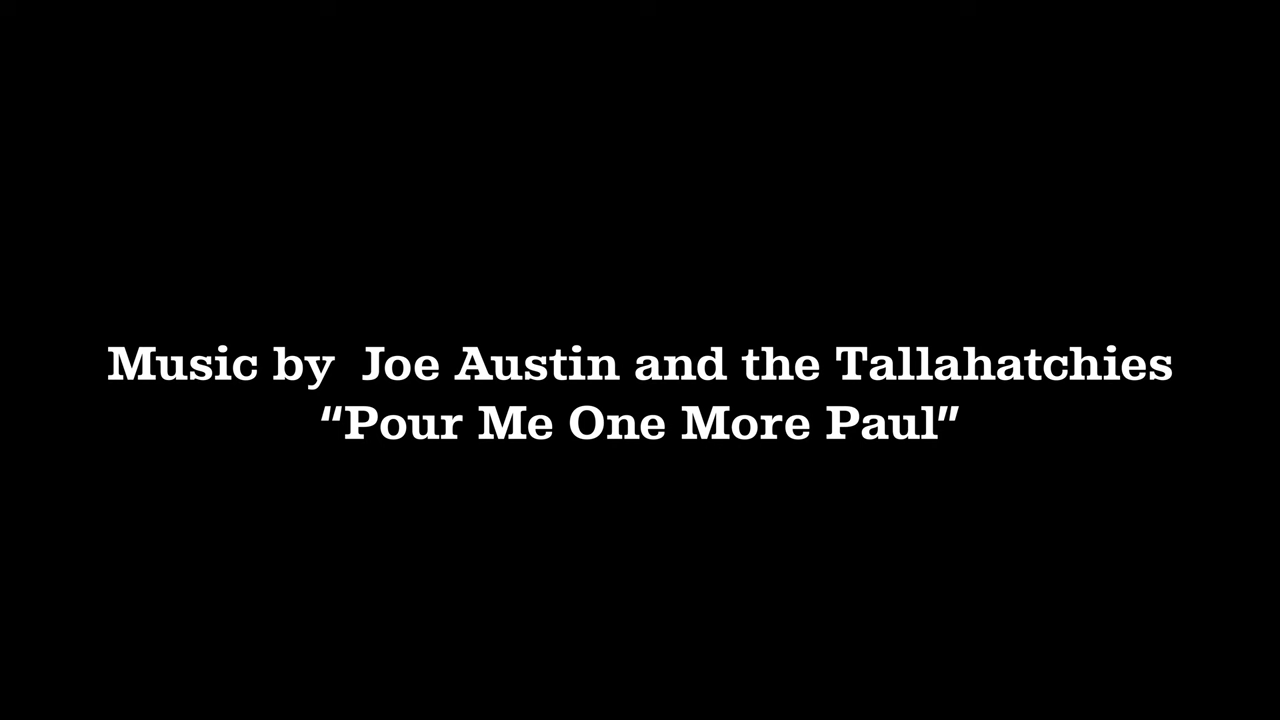 Music by  Joe Austin and the Tallahatchies
“Pour Me One More Paul”